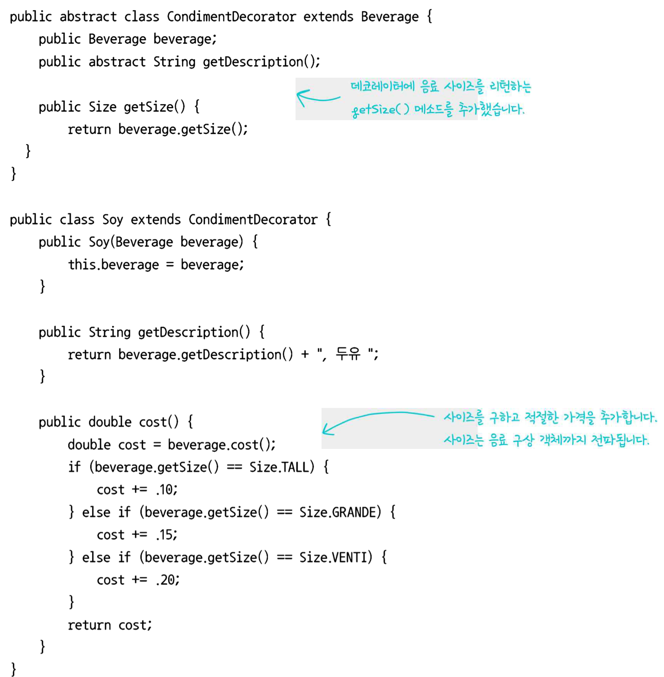 public abstract class CondimentDecorator extends Beverage {
public Beverage beverage;
public abstract String getDescription();
데코레이터에 음료 사이즈를 리턴하는
getSize() 메소드를 추가했습니다.
public Size getSize() {
return beverage.getSize();
}
}
public class Soy extends CondimentDecorator {
public Soy(Beverage beverage) {
this.beverage = beverage;
}
public String getDescription() {
return beverage.getDescription() + ", 두유 ";
}
사이즈를 구하고 적절한 가격을 추가합니다.
사이즈는 음료 구상 객체까지 전파됩니다.
public double cost() {
double cost = beverage.cost();
if (beverage.getSize() == Size.TALL) {
cost += .10;
} else if (beverage.getSize() == Size.GRANDE) {
cost += .15;
} else if (beverage.getSize() == Size.VENTI) {
cost += .20;
}
return cost;
}
}